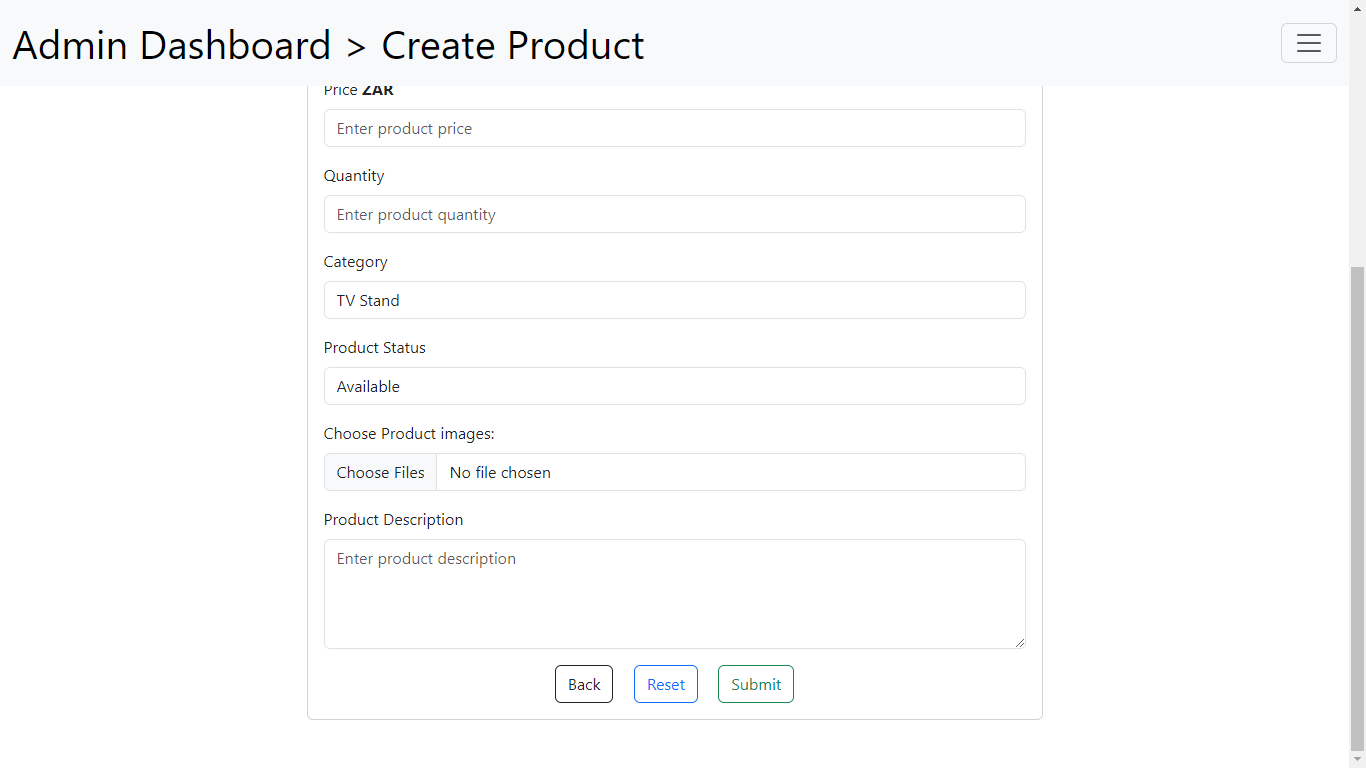 Admin Dashboard > Create Product
Price ZAR
Enter product price
Quantity
Enter product quantity
Category
TV Stand
Product Status
Available
Choose Product images:
Choose Files No file chosen
Product Description
Enter product description
Back Reset Submit